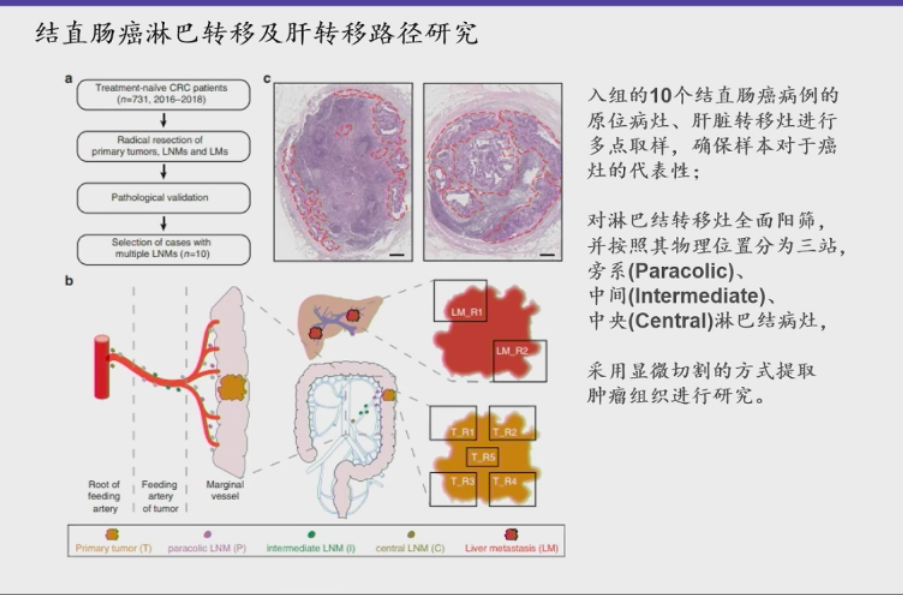 结直肠癌淋巴转移及肝转移路径研究
a
Treatment-naïve CRC patients
(n=731, 2016–2018)
Radical resection of
primary tumors, LNMs and LMs
Pathological validation
Selection of cases with
multiple LNMs (n=10)
c
入组的10个结直肠癌病例的
原位病灶、肝脏转移灶进行
多点取样，确保样本对于癌
灶的代表性；
对淋巴结转移灶全面阳筛，
并按照其物理位置分为三站，
旁系(Paracolic)、
中间(Intermediate)、
中央(Central)淋巴结病灶，
采用显微切割的方式提取
肿瘤组织进行研究。
b
LM_R1
LM_R2
T_R1
T_R2
T_R5
T_R3
T_R4
Root of
feeding
artery
Feeding
artery
of tumor
Marginal
vessel
Primary tumor (T)
paracolic LNM (P)
intermediate LNM (I)
central LNM (C)
Liver metastasis (LM)